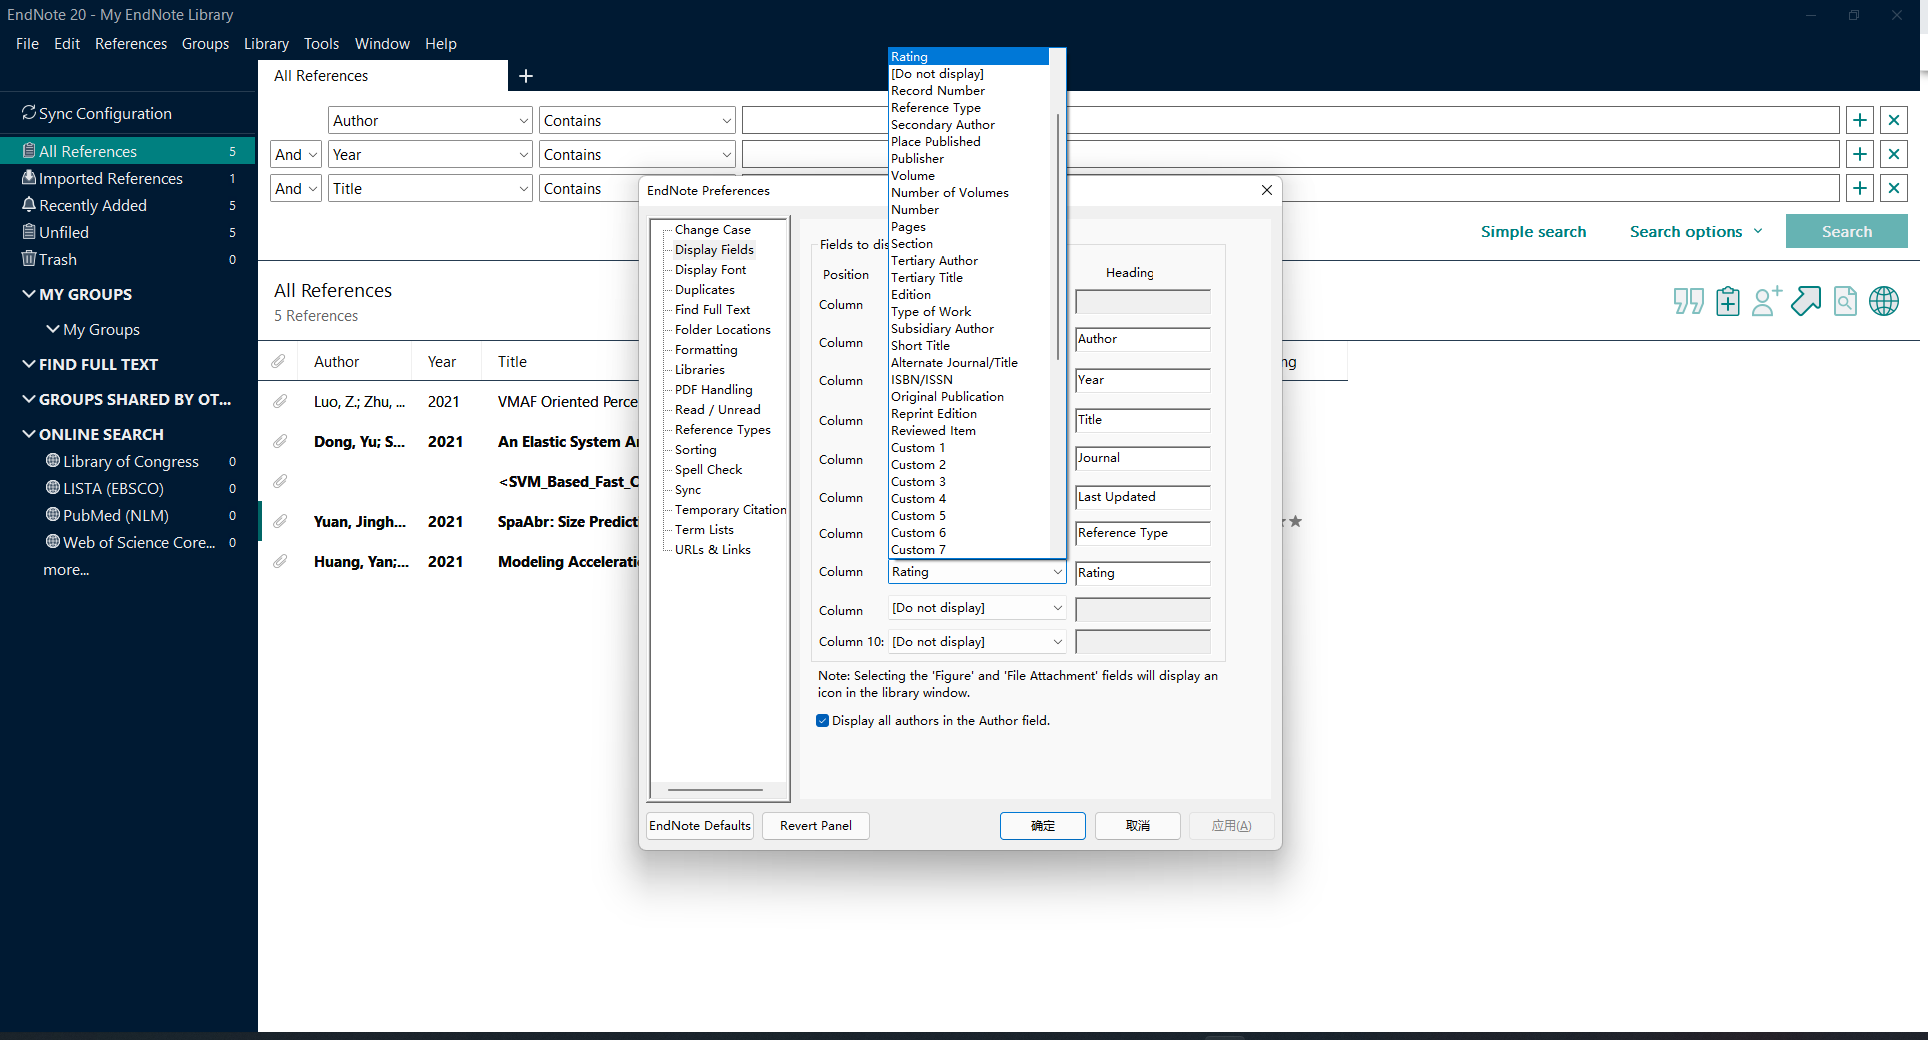 EndNote 20 - My EndNote Library
File Edit References Groups Library Tools Window Help
Sync Configuration
All References 5
Imported References 1
Recently Added 5
Unfiled 5
Trash 0
MY GROUPS
My Groups
FIND FULL TEXT
GROUPS SHARED BY OT...
ONLINE SEARCH
Library of Congress 0
LISTA (EBSCO) 0
PubMed (NLM) 0
Web of Science Core... 0
more...
All References +
Author Contains
And Year Contains
And Title Contains
Simple search Search options Search
All References
5 References
Author Year Title ng
Luo, Z.; Zhu, ... 2021 VMAF Oriented Perce
Dong, Yu; S... 2021 An Elastic System Ar
<SVM_Based_Fast_C
Yuan, Jingh... 2021 SpaAbr: Size Predicti
Huang, Yan;... 2021 Modeling Acceleratio
EndNote Preferences
Change Case
Display Fields
Display Font
Duplicates
Find Full Text
Folder Locations
Formatting
Libraries
PDF Handling
Read / Unread
Reference Types
Sorting
Spell Check
Sync
Temporary Citation
Term Lists
URLs & Links
Rating
[Do not display]
Record Number
Reference Type
Secondary Author
Place Published
Publisher
Volume
Number of Volumes
Number
Pages
Section
Tertiary Author
Tertiary Title
Edition
Type of Work
Subsidiary Author
Short Title
Alternate Journal/Title
ISBN/ISSN
Original Publication
Reprint Edition
Reviewed Item
Custom 1
Custom 2
Custom 3
Custom 4
Custom 5
Custom 6
Custom 7
Fields to dis
Position Heading
Column
Column Author
Column Year
Column Title
Column Journal
Column Last Updated
Column Reference Type
Column Rating Rating
Column [Do not display]
Column 10: [Do not display]
Note: Selecting the 'Figure' and 'File Attachment' fields will display an
icon in the library window.
Display all authors in the Author field.
EndNote Defaults Revert Panel 确定 取消 应用(A)